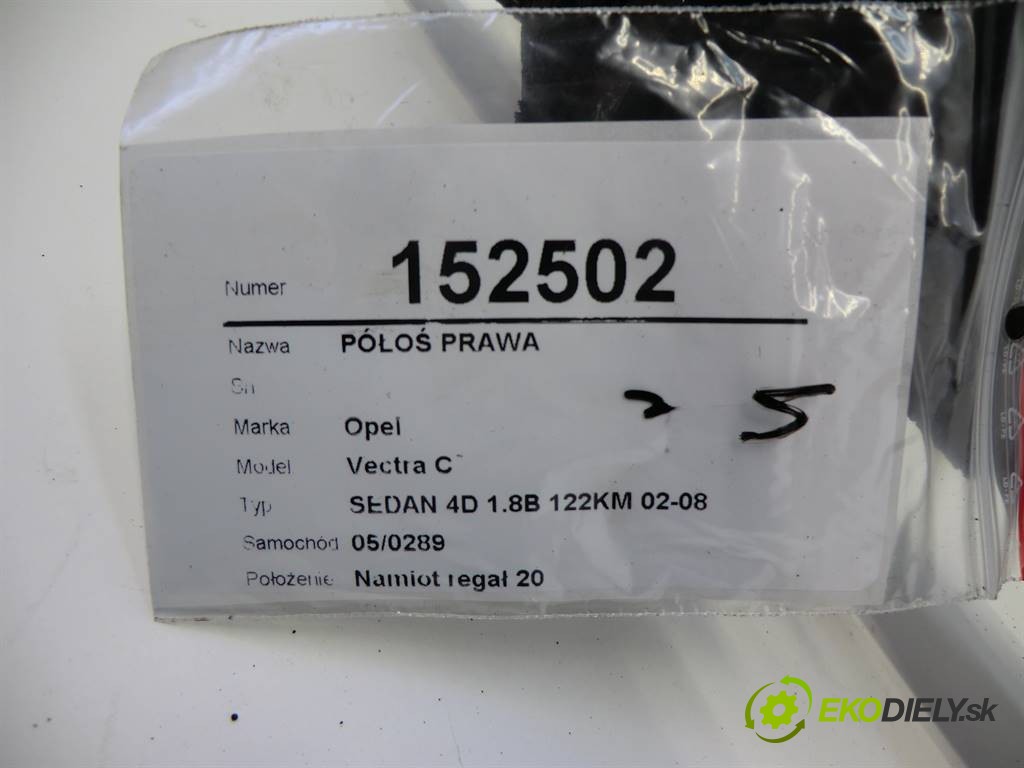 Numer 152502
Nazwa PÓŁOŚ PRAWA
Sn
Marka Opel
Model Vectra C
Typ SEDAN 4D 1.8B 122KM 02-08
Samochód 05/0289
Położenie Namiot regał 20
5
EKODIELY.sk